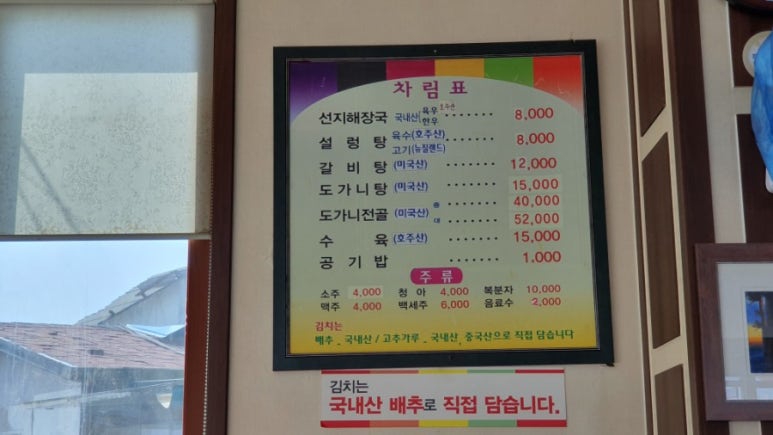 차림표
선지해장국 국내산(육우 한우 호주산 ······· 8,000
설렁탕 육수(호주산) 고기(뉴질랜드) ······· 8,000
갈비탕 (미국산) ······· 12,000
도가니탕 (미국산) ······· 15,000
도가니전골 (미국산) 중 ······· 40,000
대 ······· 52,000
수육 (호주산) ······· 15,000
공기밥 ······· 1,000
주류
소주 4,000 청하 4,000 복분자 10,000
맥주 4,000 백세주 6,000 음료수 2,000
김치는
배추 - 국내산 / 고추가루 - 국내산, 중국산으로 직접 담습니다
김치는
국내산 배추로 직접 담습니다.